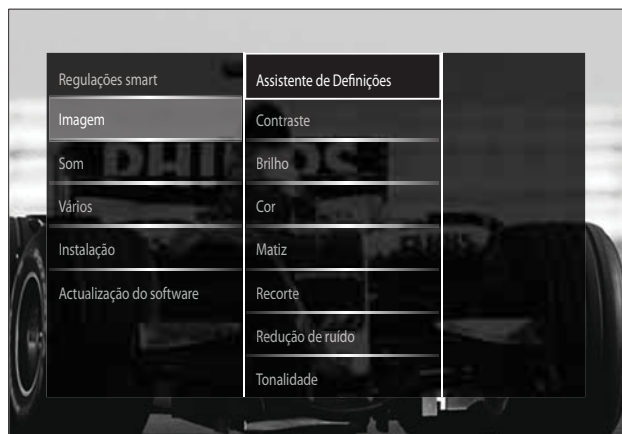 Regulações smart
Imagem
Som
Vários
Instalação
Actualização do software
Assistente de Definições
Contraste
Brilho
Cor
Matiz
Recorte
Redução de ruído
Tonalidade